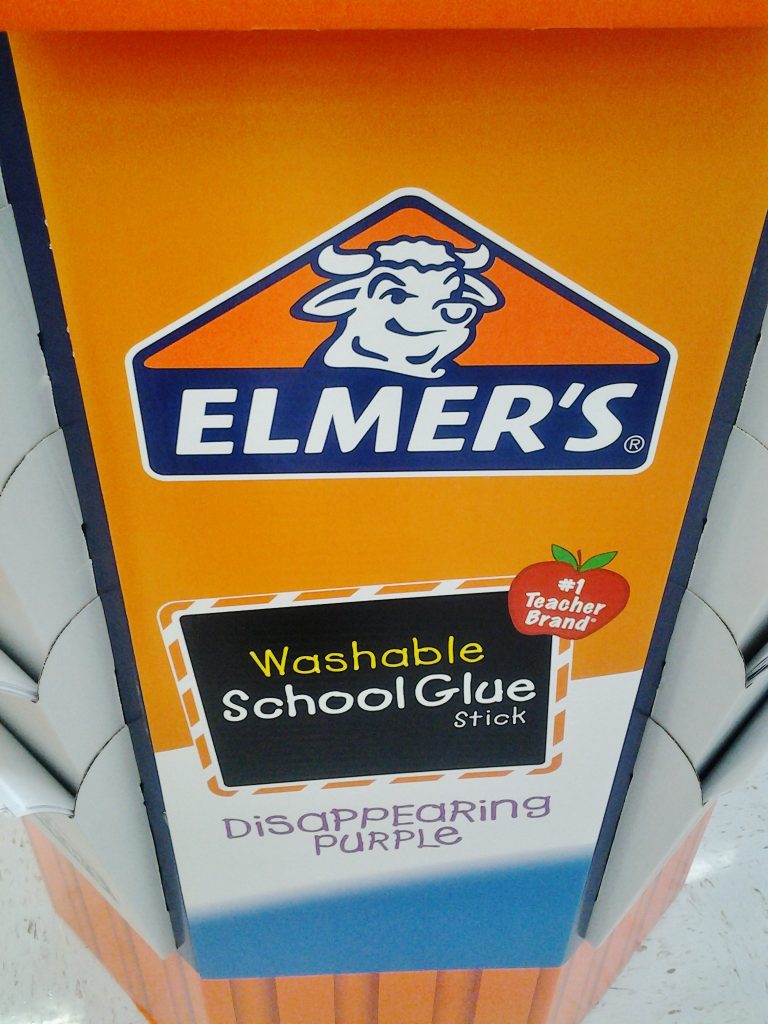 ELMER'S®
#1
Teacher
Brand®
Washable
School Glue
Stick
DISAPPEARING
PURPLE